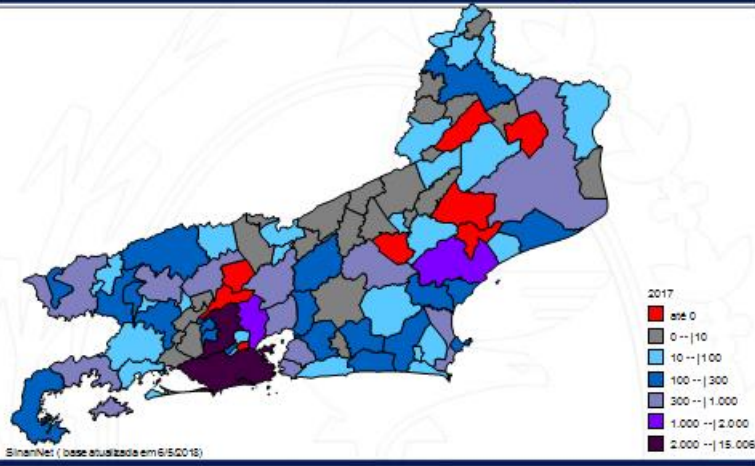 2017
até 0
0 --| 10
10 --| 100
100 --| 300
300 --| 1.000
1.000 --| 2.000
2.000 --| 15.006
SinanNet ( base atualizada em 6/5/2018)